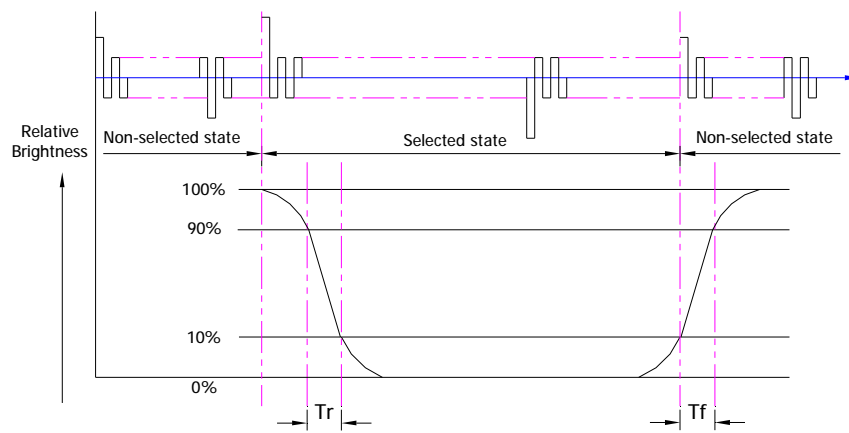 Relative
Brightness
Non-selected state
Selected state
Non-selected state
100%
90%
10%
0%
Tr
Tf